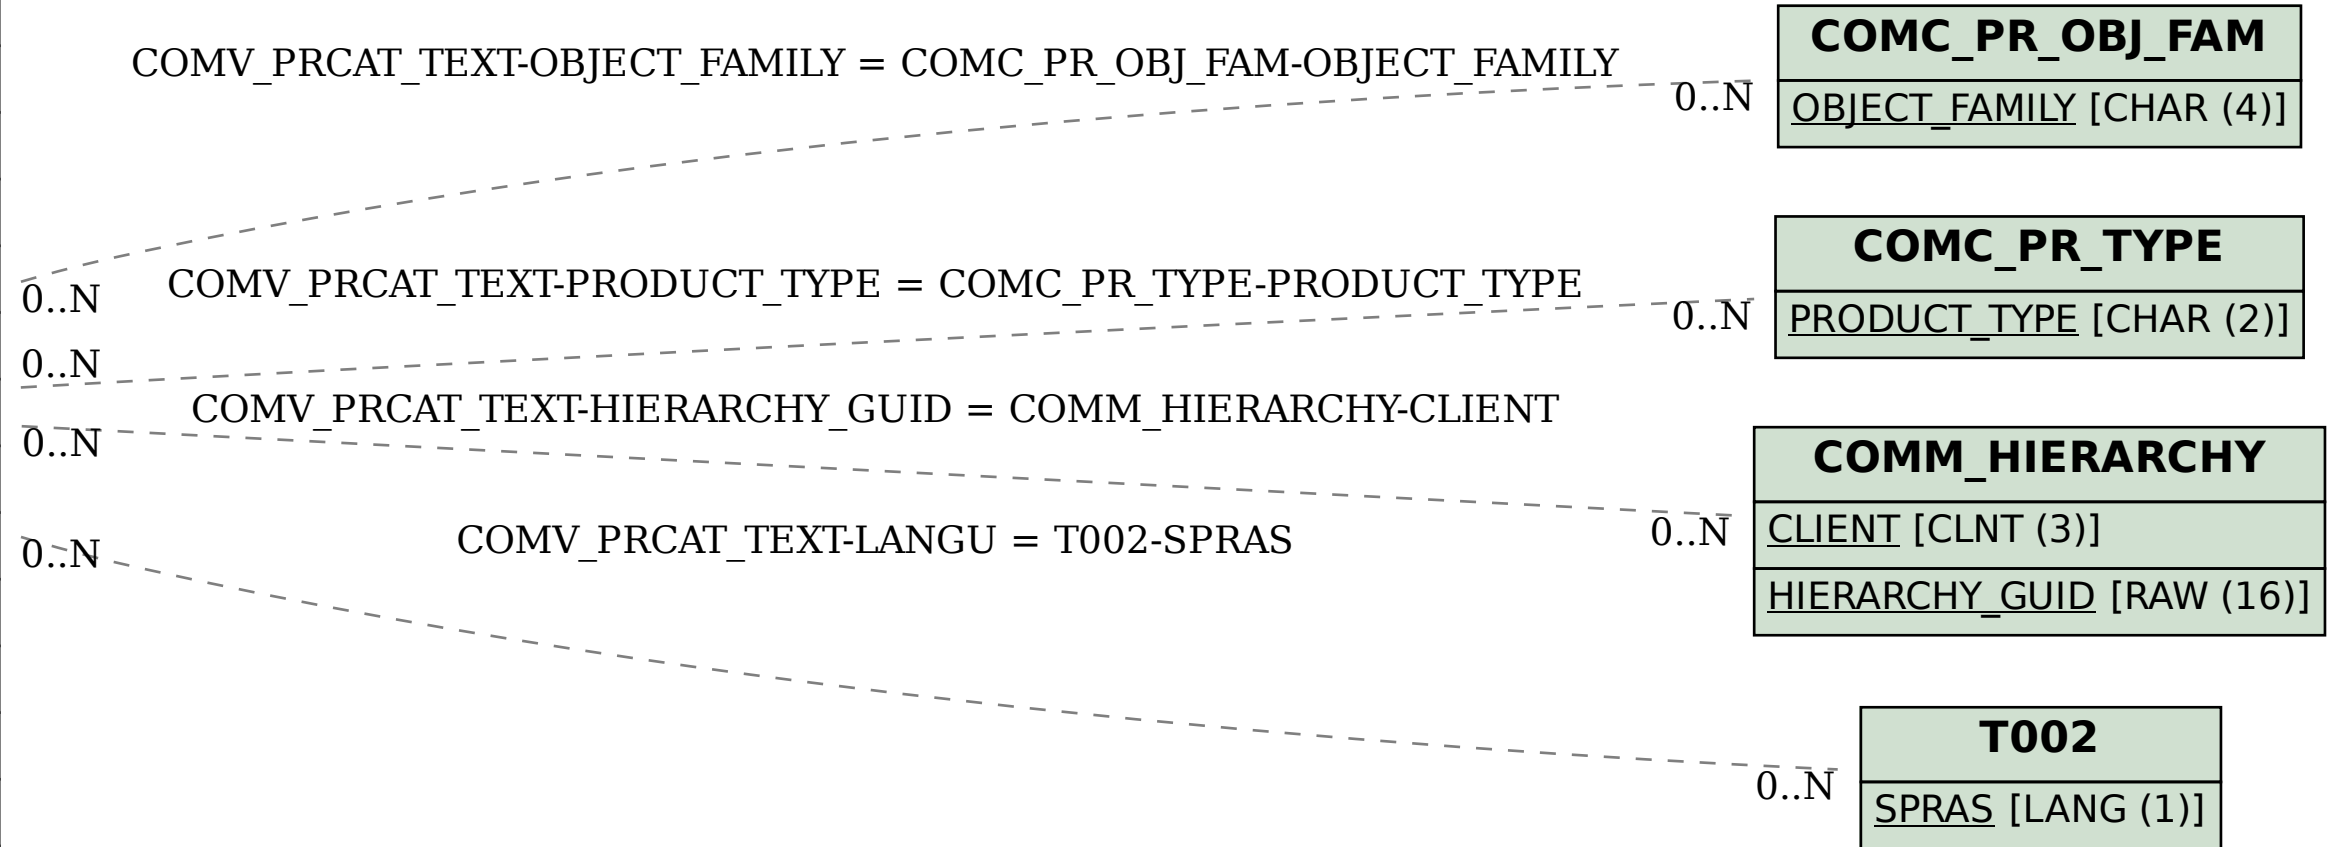 COMC_PR_OBJ_FAM
COMV_PRCAT_TEXT-OBJECT_FAMILY = COMC_PR_OBJ_FAM-OBJECT_FAMILY
0..N
OBJECT_FAMILY [CHAR (4)]
COMC_PR_TYPE
COMV_PRCAT_TEXT-PRODUCT_TYPE = COMC_PR_TYPE-PRODUCT_TYPE
0..N
0..N
PRODUCT_TYPE [CHAR (2)]
0..N
COMV_PRCAT_TEXT-HIERARCHY_GUID = COMM_HIERARCHY-CLIENT
0..N
COMM_HIERARCHY
0..N
CLIENT [CLNT (3)]
HIERARCHY_GUID [RAW (16)]
COMV_PRCAT_TEXT-LANGU = T002-SPRAS
0..N
T002
0..N
SPRAS [LANG (1)]